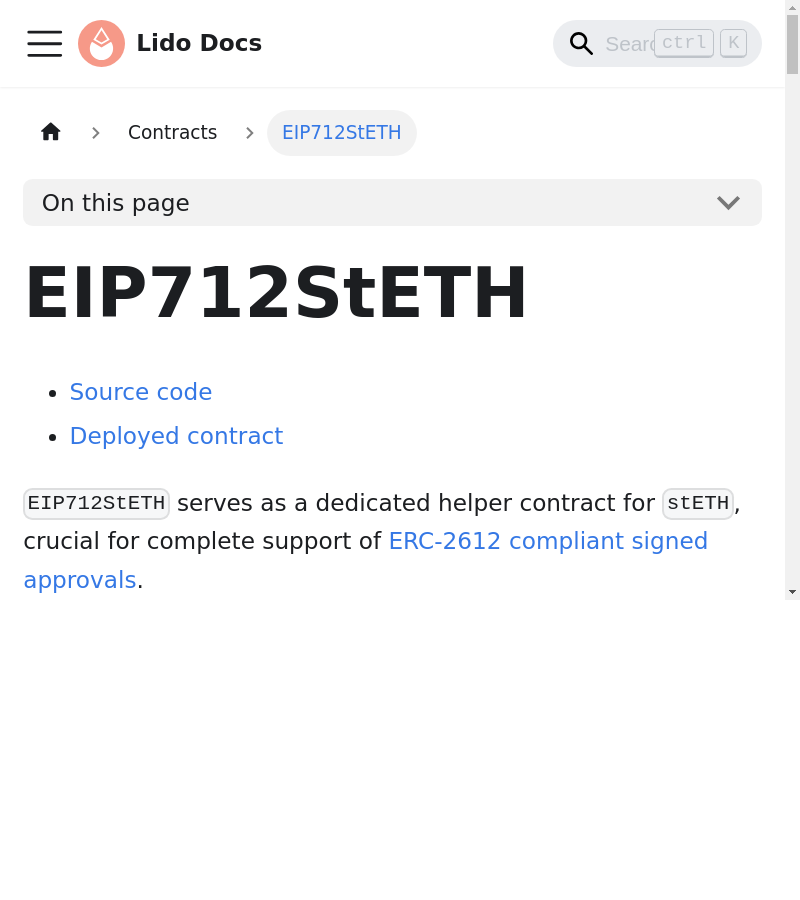 Lido Docs
ctrl K
Contracts
EIP712StETH
On this page
EIP712StETH
Source code
Deployed contract
EIP712StETH serves as a dedicated helper contract for stETH,
crucial for complete support of ERC-2612 compliant signed
approvals.